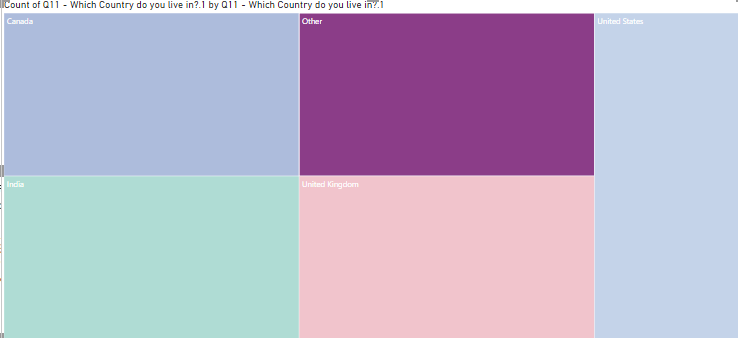 Count of Q11 - Which Country do you live in?.1 by Q11 - Which Country do you live in?.1
Canada
Other
United States
India
United Kingdom